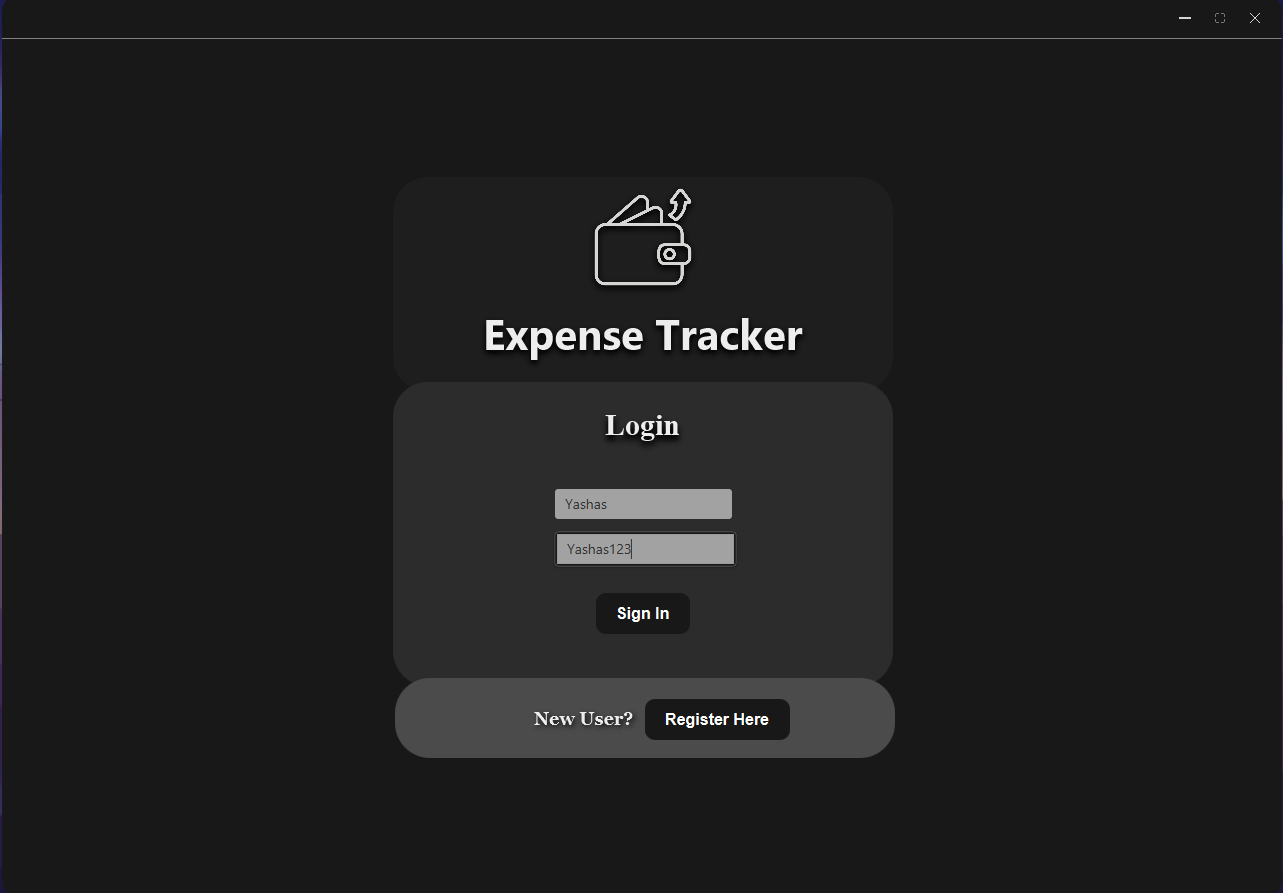 Expense Tracker
Login
Yashas
Yashas123
Sign In
New User? Register Here